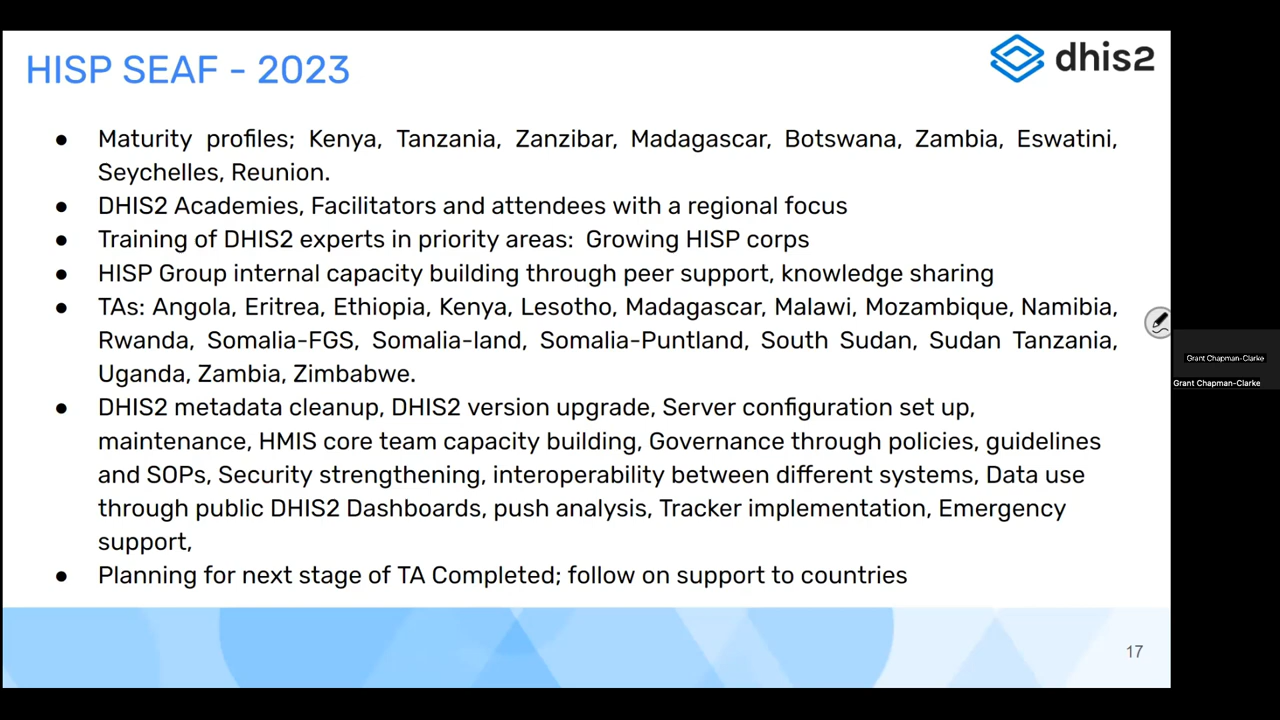 HISP SEAF - 2023
dhis2
● Maturity profiles; Kenya, Tanzania, Zanzibar, Madagascar, Botswana, Zambia, Eswatini,
Seychelles, Reunion.
● DHIS2 Academies, Facilitators and attendees with a regional focus
● Training of DHIS2 experts in priority areas: Growing HISP corps
● HISP Group internal capacity building through peer support, knowledge sharing
● TAs: Angola, Eritrea, Ethiopia, Kenya, Lesotho, Madagascar, Malawi, Mozambique, Namibia,
Rwanda, Somalia-FGS, Somalia-land, Somalia-Puntland, South Sudan, Sudan Tanzania,
Uganda, Zambia, Zimbabwe.
● DHIS2 metadata cleanup, DHIS2 version upgrade, Server configuration set up,
maintenance, HMIS core team capacity building, Governance through policies, guidelines
and SOPs, Security strengthening, interoperability between different systems, Data use
through public DHIS2 Dashboards, push analysis, Tracker implementation, Emergency
support,
● Planning for next stage of TA Completed; follow on support to countries
17
Grant Chapman-Clarke
Grant Chapman-Clarke